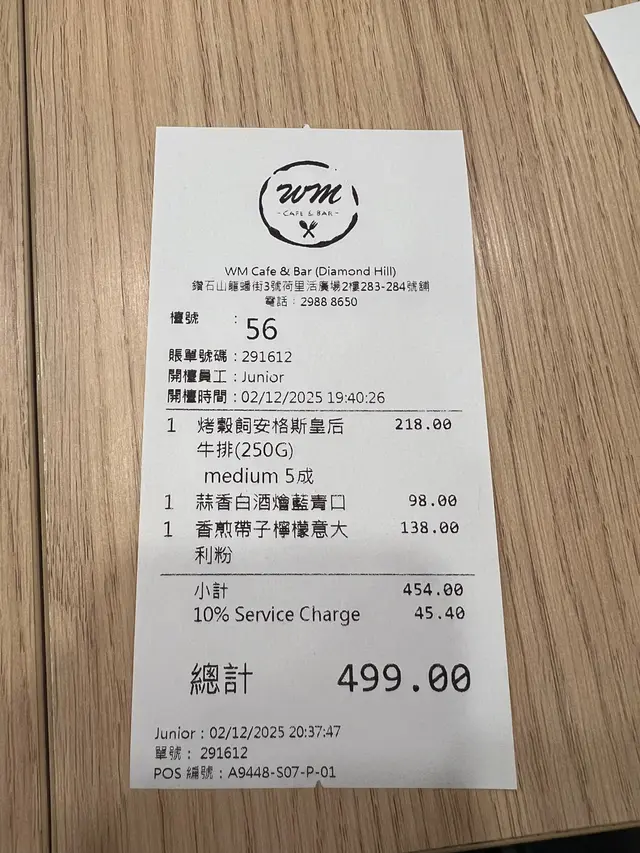 WM
- CAFE & BAR -
WM Cafe & Bar (Diamond Hill)
鑽石山龍蟠街3號荷里活廣場2樓283-284號舖
電話：2988 8650
檯號 : 56
賬單號碼 : 291612
開檯員工 : Junior
開檯時間 : 02/12/2025 19:40:26
1 烤穀飼安格斯皇后 218.00
牛排(250G)
medium 5成
1 蒜香白酒燴藍青口 98.00
1 香煎帶子檸檬意大 138.00
利粉
小計 454.00
10% Service Charge 45.40
總計 499.00
Junior : 02/12/2025 20:37:47
單號 : 291612
POS 編號 : A9448-S07-P-01